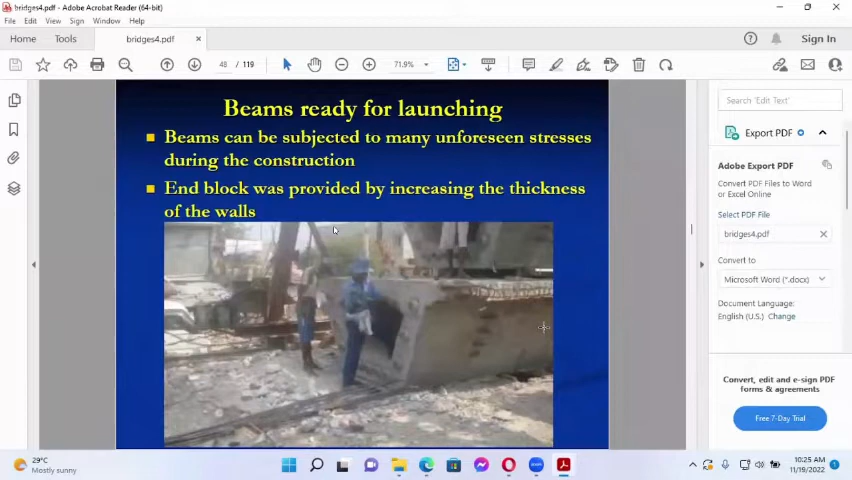 bridges4.pdf - Adobe Acrobat Reader (64-bit)
File Edit View Sign Window Help
Home Tools bridges4.pdf × Sign In
48 / 119 71.9%
Beams ready for launching
Beams can be subjected to many unforeseen stresses
during the construction
End block was provided by increasing the thickness
of the walls
Search 'Edit Text'
Export PDF
Adobe Export PDF
Convert PDF Files to Word
or Excel Online
Select PDF File
bridges4.pdf
Convert to
Microsoft Word (*.docx)
Document Language:
English (U.S.) Change
Convert, edit and e-sign PDF
forms & agreements
Free 7-Day Trial
29°C
Mostly sunny
10:25 AM
11/19/2022